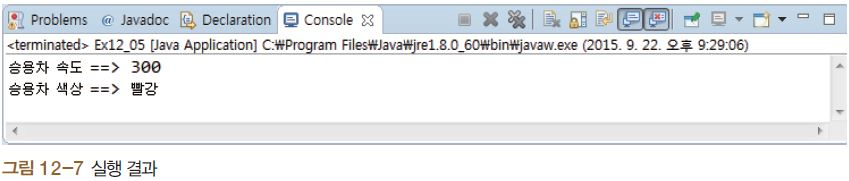 Problems @ Javadoc Declaration Console
<terminated> Ex12_05 [Java Application] C:₩Program Files₩Java₩jre1.8.0_60₩bin₩javaw.exe (2015. 9. 22. 오후 9:29:06)
승용차 속도 ==> 300
승용차 색상 ==> 빨강
그림 12-7 실행 결과